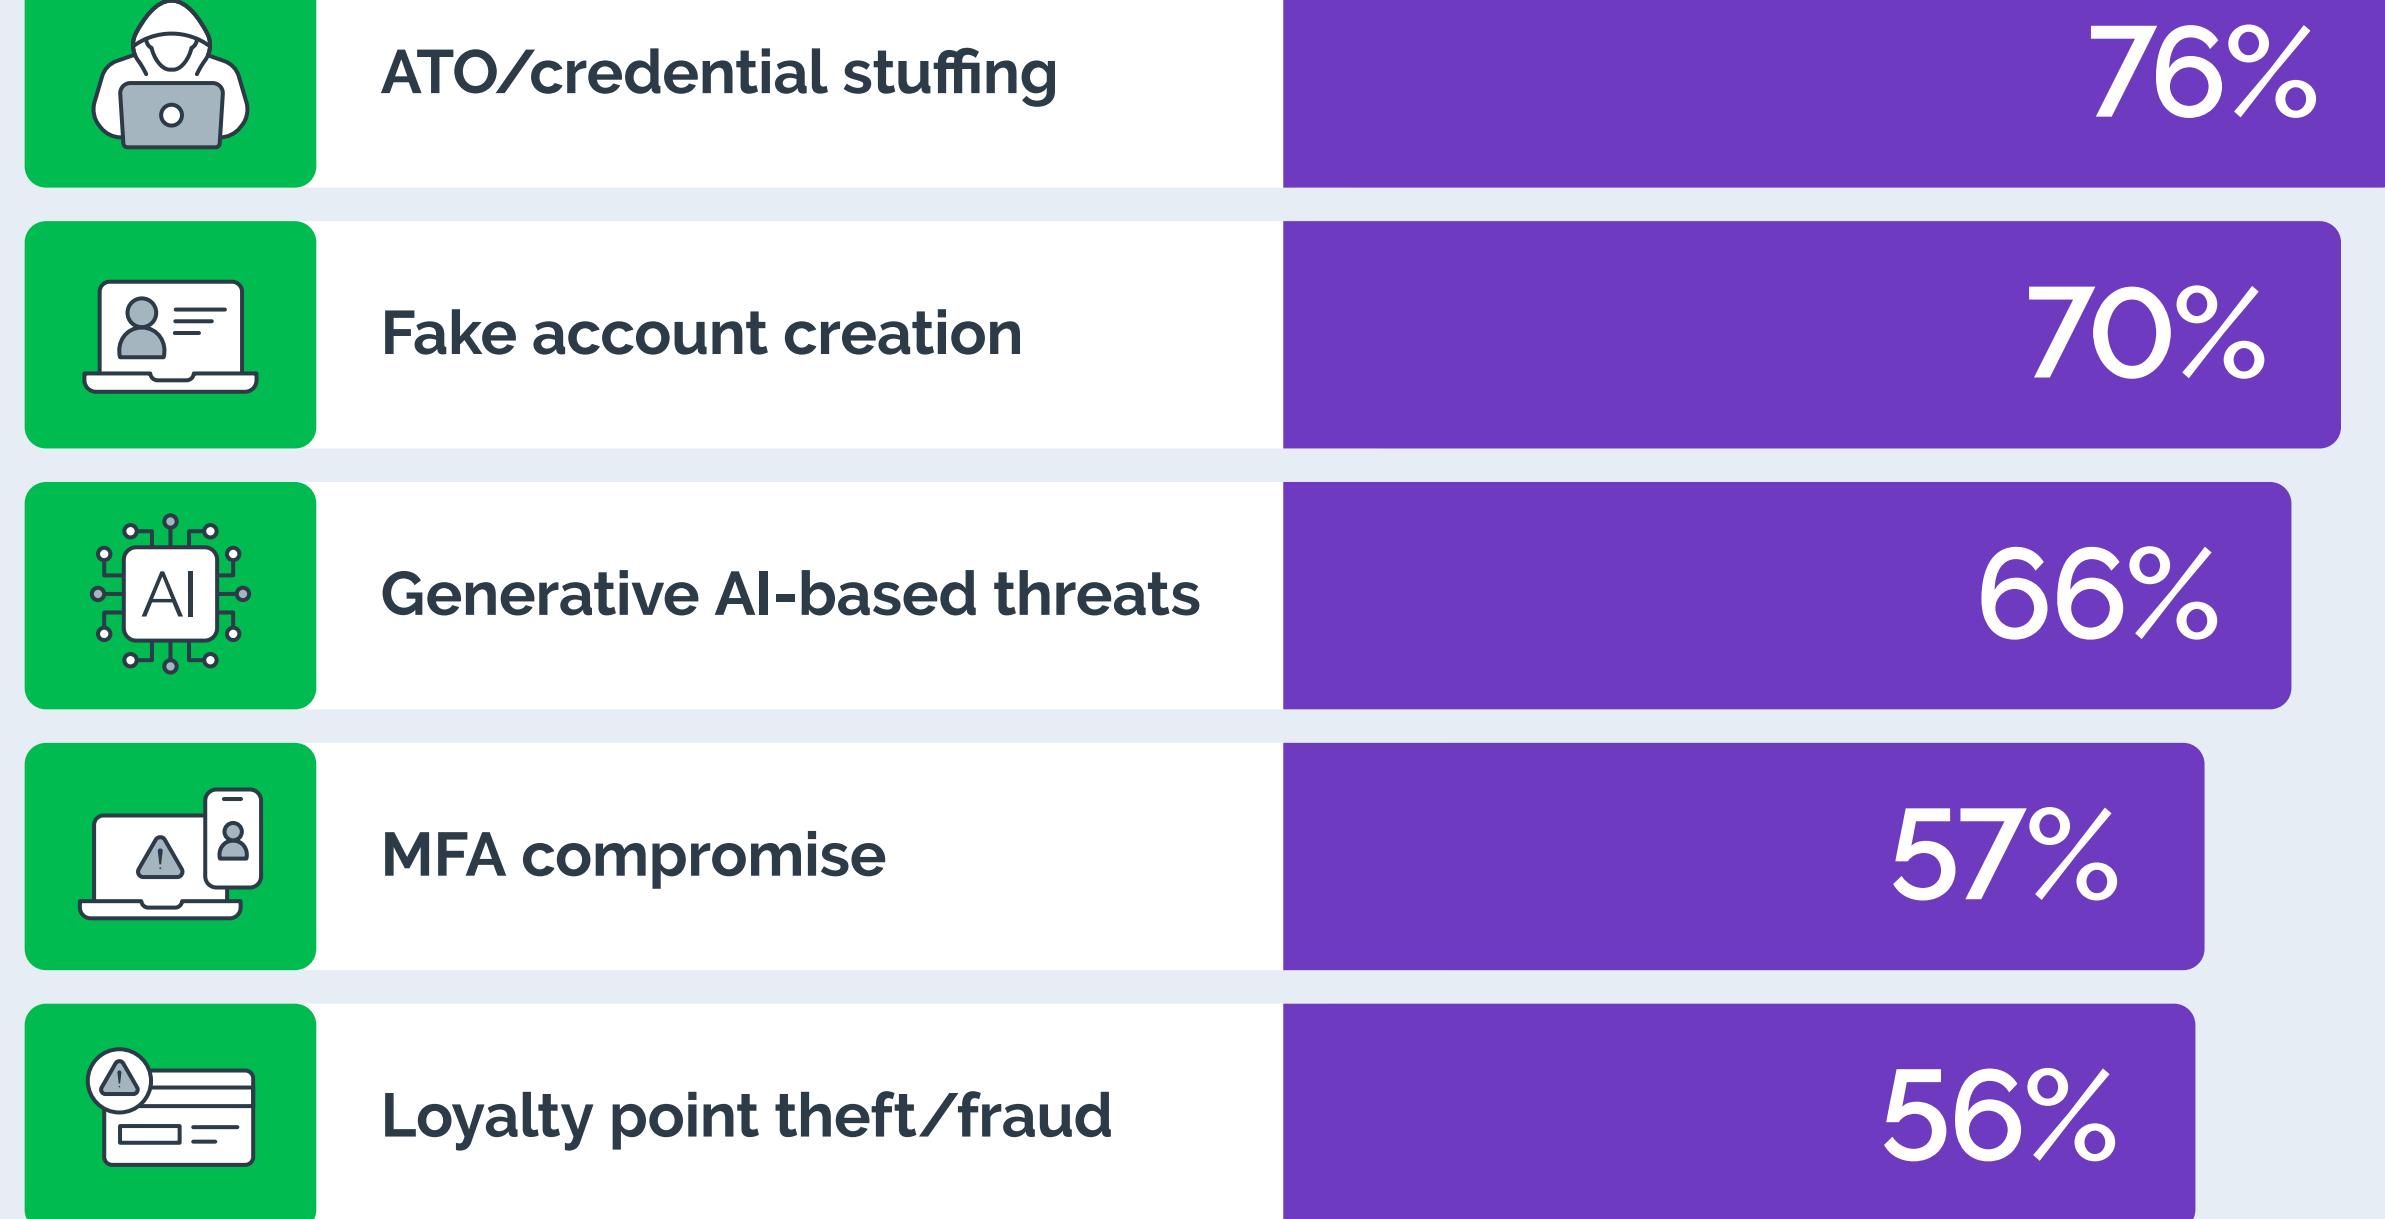 ATO/credential stuffing 76%
Fake account creation 70%
AI
Generative AI-based threats 66%
MFA compromise 57%
Loyalty point theft/fraud 56%